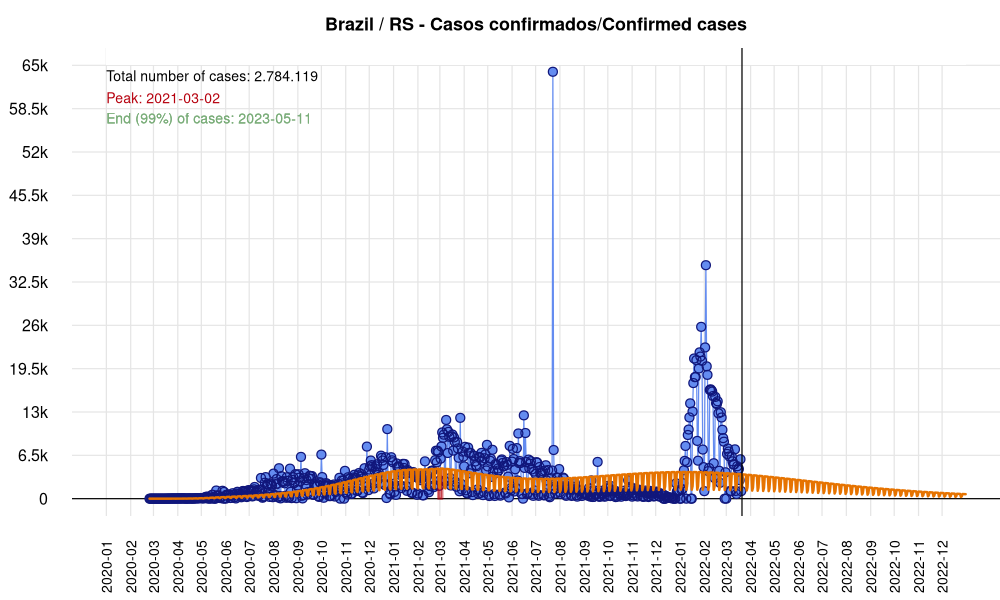 Brazil / RS - Casos confirmados/Confirmed cases
65k
58.5k
52k
45.5k
39k
32.5k
26k
19.5k
13k
6.5k
0
Total number of cases: 2.784.119
Peak: 2021-03-02
End (99%) of cases: 2023-05-11
2020-01
2020-02
2020-03
2020-04
2020-05
2020-06
2020-07
2020-08
2020-09
2020-10
2020-11
2020-12
2021-01
2021-02
2021-03
2021-04
2021-05
2021-06
2021-07
2021-08
2021-09
2021-10
2021-11
2021-12
2022-01
2022-02
2022-03
2022-04
2022-05
2022-06
2022-07
2022-08
2022-09
2022-10
2022-11
2022-12